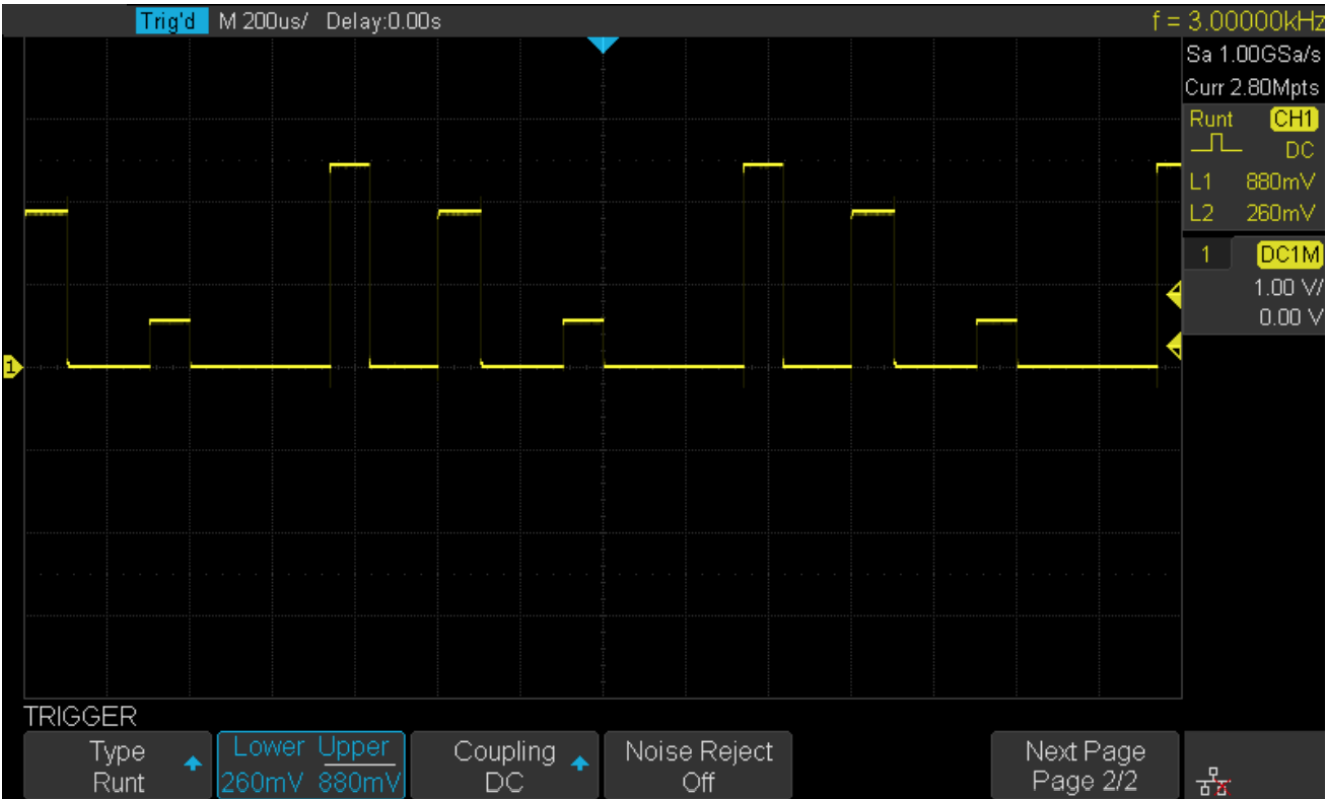 Trig'd M 200us/ Delay:0.00s f = 3.00000kHz
Sa 1.00GSa/s
Curr 2.80Mpts
Runt CH1
DC
L1 880mV
L2 260mV
1 DC1M
1.00 V/
0.00 V
1
TRIGGER
Type
Runt
Lower Upper
260mV 880mV
Coupling
DC
Noise Reject
Off
Next Page
Page 2/2